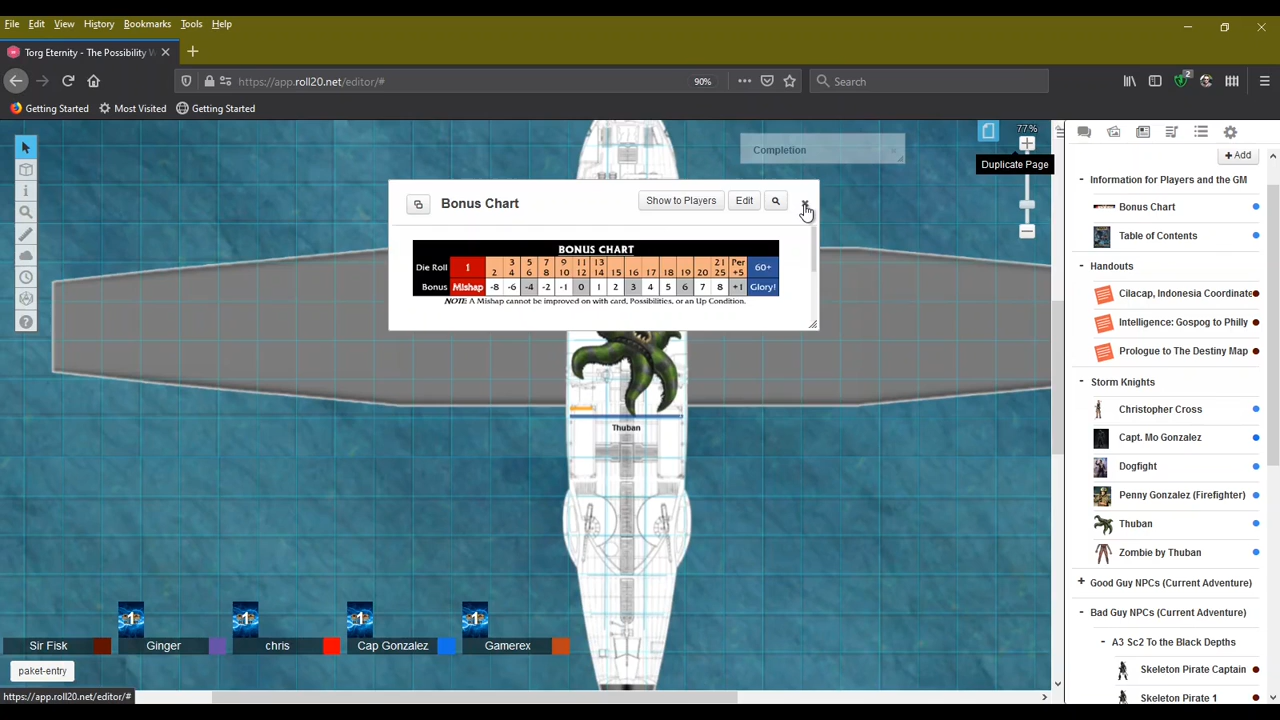 File Edit View History Bookmarks Tools Help
Torg Eternity - The Possibility W
https://app.roll20.net/editor/# 90% Search
2
Getting Started Most Visited Getting Started
77%
Duplicate Page
Completion
Bonus Chart Show to Players Edit
BONUS CHART
Die Roll 1 2 3 4 5 6 7 8 9 10 11 12 13 14 15 16 17 18 19 20 21 25 Per +5 60+
Bonus Mishap -8 -6 -4 -2 -1 0 1 2 3 4 5 6 7 8 +1 Glory!
NOTE: A Mishap cannot be improved on with card, Possibilities, or an Up Condition.
Thuban
+ Add
- Information for Players and the GM
Bonus Chart
Table of Contents
- Handouts
Cilacap, Indonesia Coordinate
Intelligence: Gospog to Philly
Prologue to The Destiny Map
- Storm Knights
Christopher Cross
Capt. Mo Gonzalez
Dogfight
Penny Gonzalez (Firefighter)
Thuban
Zombie by Thuban
+ Good Guy NPCs (Current Adventure)
- Bad Guy NPCs (Current Adventure)
- A3 Sc2 To the Black Depths
Skeleton Pirate Captain
Skeleton Pirate 1
1 1 1 1
Sir Fisk Ginger chris Cap Gonzalez Gamerex
paket-entry
https://app.roll20.net/editor/#